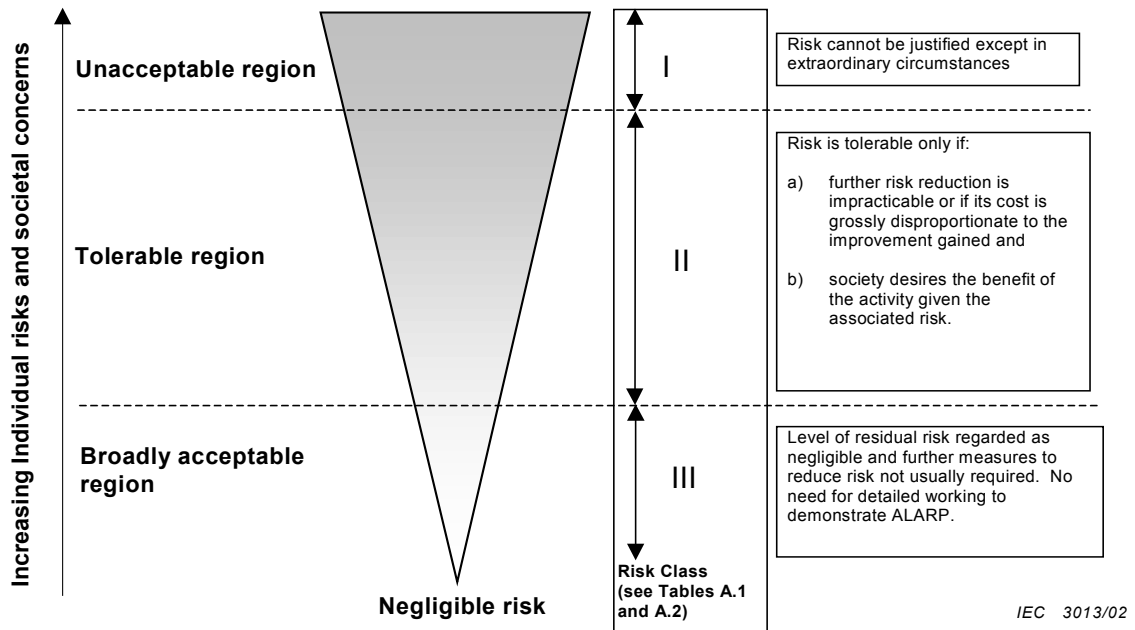 Increasing Individual risks and societal concerns
Unacceptable region
Tolerable region
Broadly acceptable
region
Negligible risk
I
II
III
Risk Class
(see Tables A.1
and A.2)
Risk cannot be justified except in
extraordinary circumstances
Risk is tolerable only if:
a) further risk reduction is
impracticable or if its cost is
grossly disproportionate to the
improvement gained and
b) society desires the benefit of
the activity given the
associated risk.
Level of residual risk regarded as
negligible and further measures to
reduce risk not usually required. No
need for detailed working to
demonstrate ALARP.
IEC 3013/02